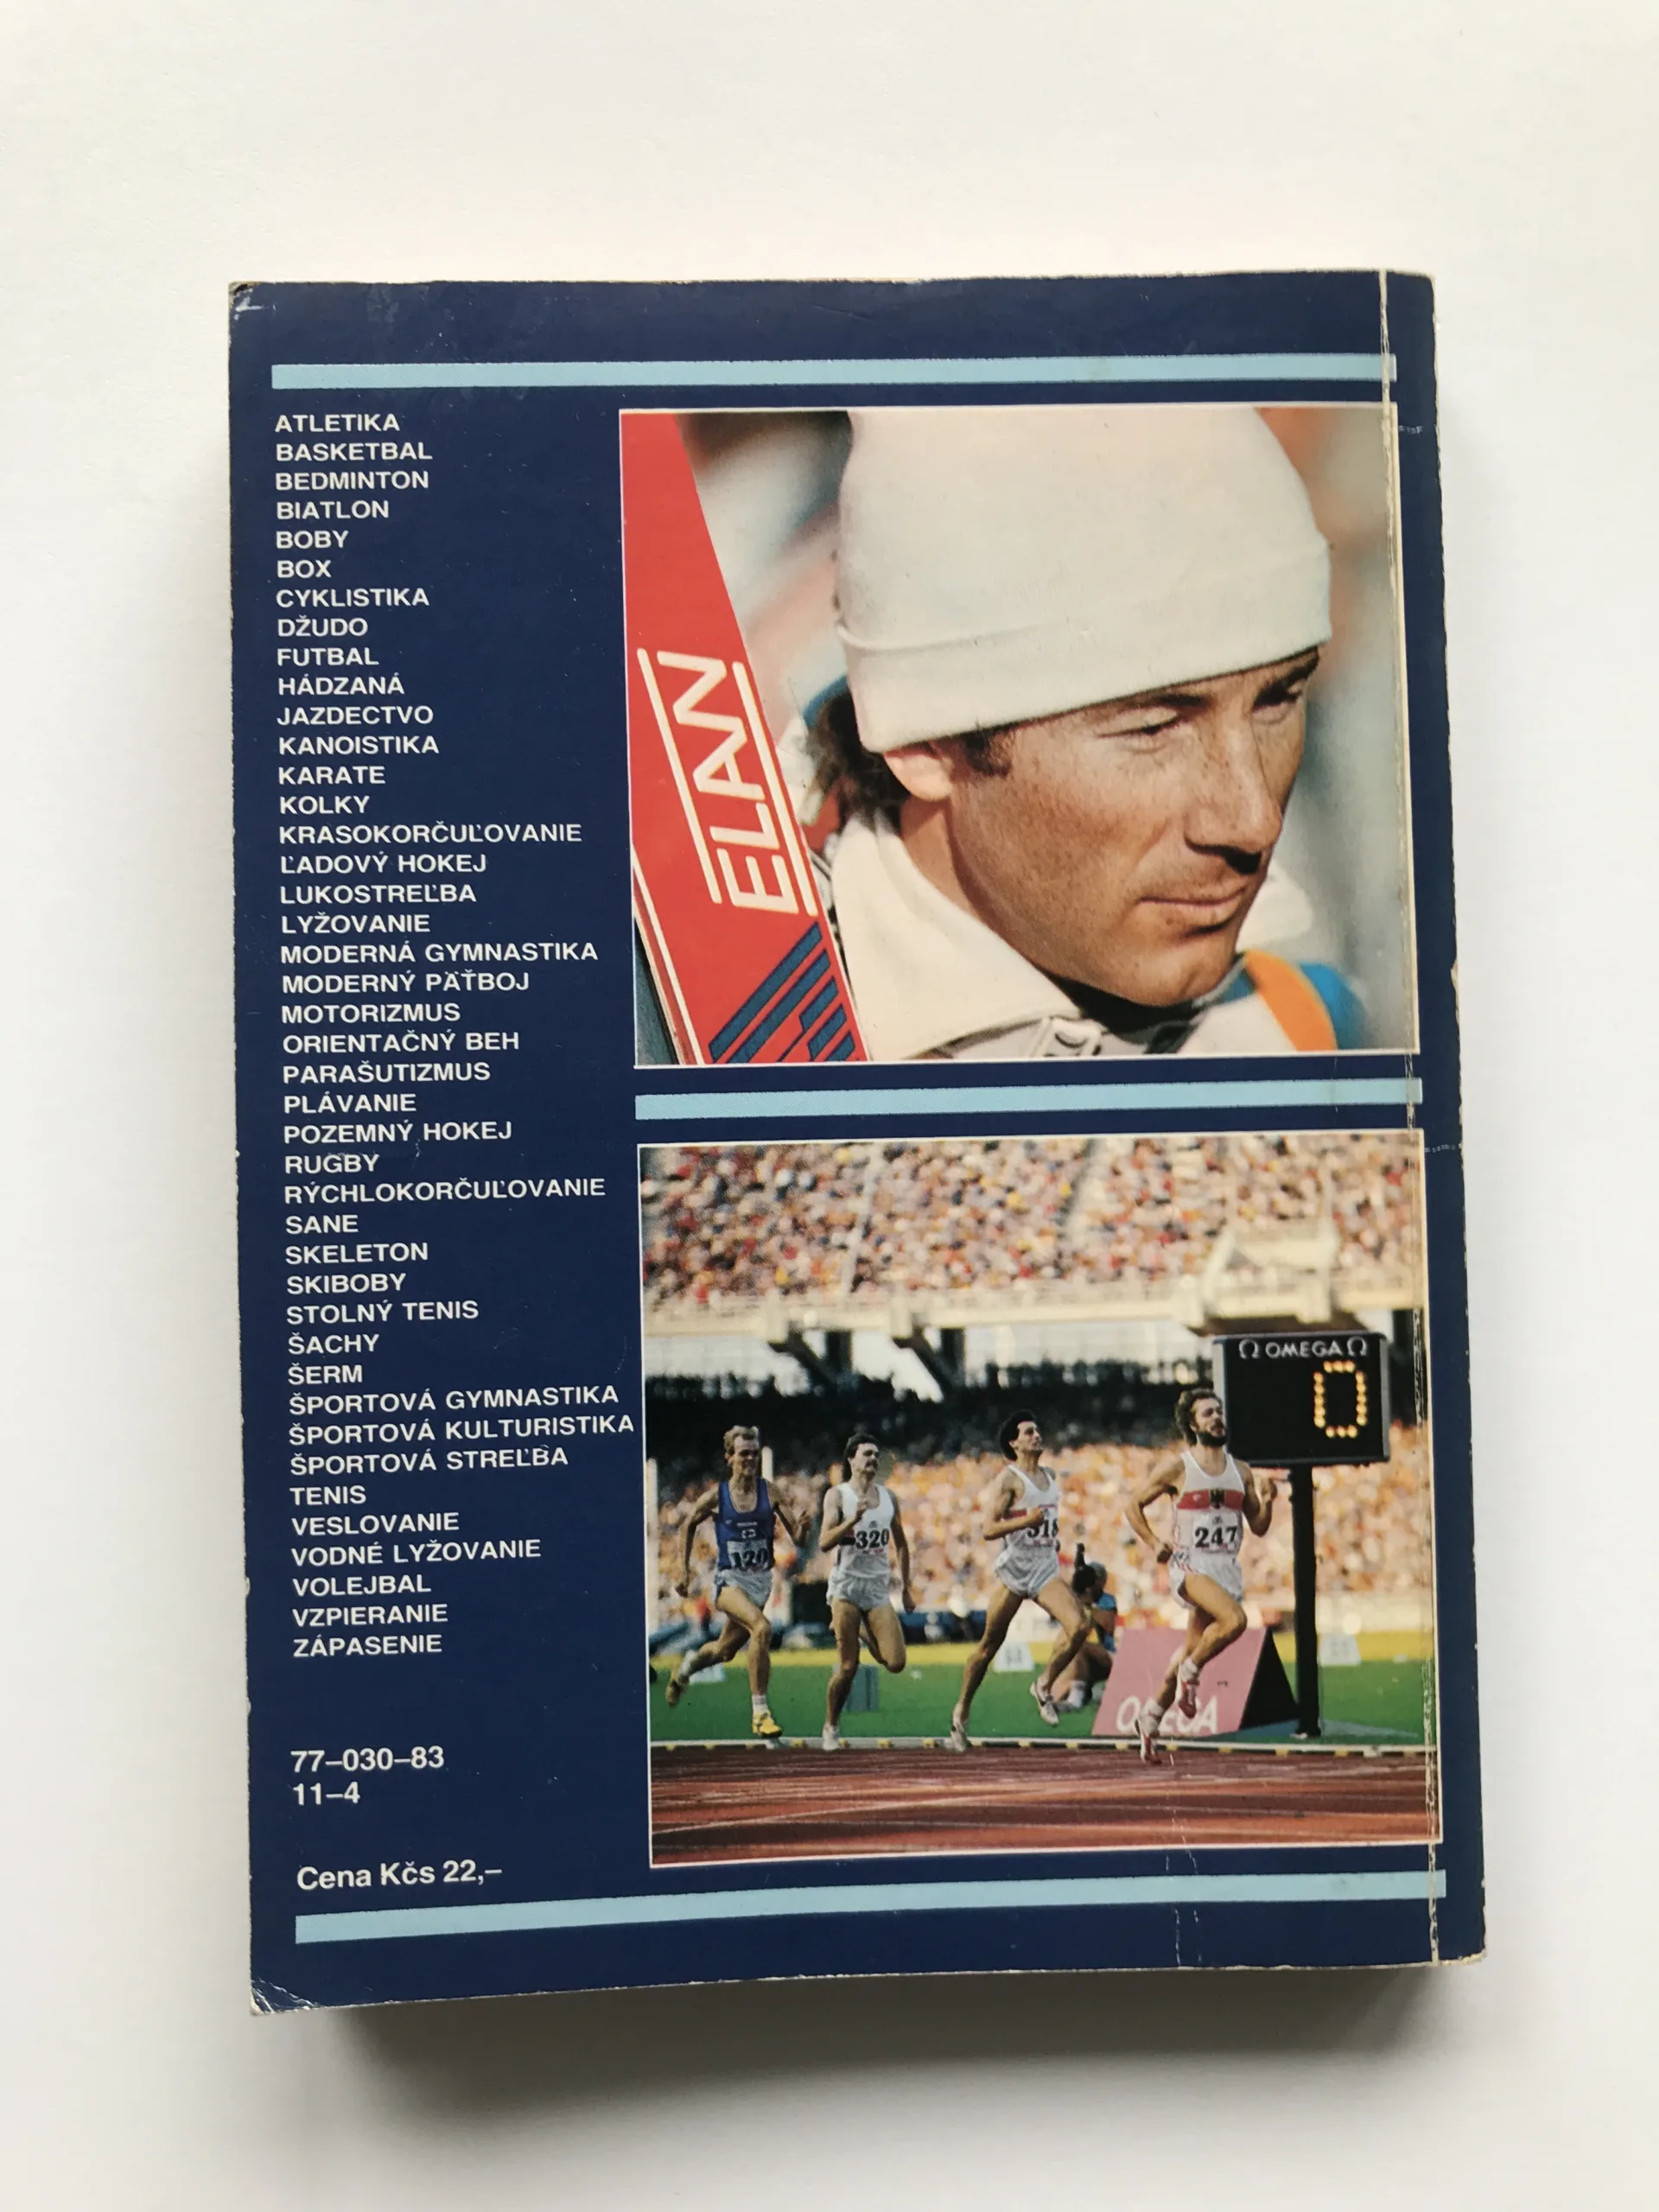 ATLETIKA
BASKETBAL
BEDMINTON
BIATLON
BOBY
BOX
CYKLISTIKA
DŽUDO
FUTBAL
HÁDZANÁ
JAZDECTVO
KANOISTIKA
KARATE
KOLKY
KRASOKORČUĽOVANIE
ĽADOVÝ HOKEJ
LUKOSTREĽBA
LYŽOVANIE
MODERNÁ GYMNASTIKA
MODERNÝ PÄŤBOJ
MOTORIZMUS
ORIENTAČNÝ BEH
PARAŠUTIZMUS
PLÁVANIE
POZEMNÝ HOKEJ
RUGBY
RÝCHLOKORČUĽOVANIE
SANE
SKELETON
SKIBOBY
STOLNÝ TENIS
ŠACHY
ŠERM
ŠPORTOVÁ GYMNASTIKA
ŠPORTOVÁ KULTURISTIKA
ŠPORTOVÁ STREĽBA
TENIS
VESLOVANIE
VODNÉ LYŽOVANIE
VOLEJBAL
VZPIERANIE
ZÁPASENIE
77–030–83
11–4
Cena Kčs 22,–
ELAN
Ω OMEGA Ω
0
120
320
318
247